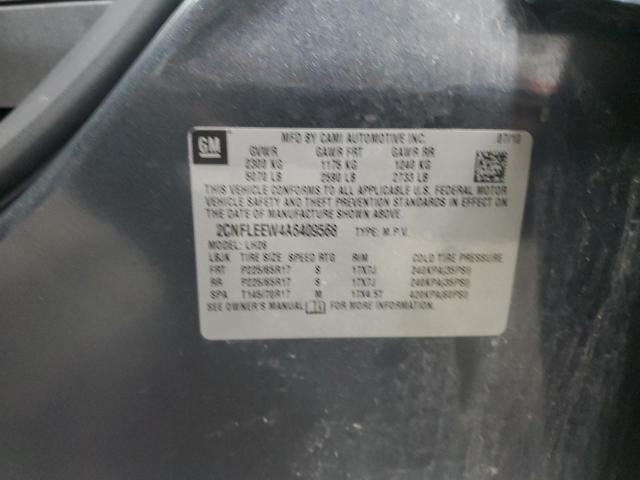 GM
MFD BY CAMI AUTOMOTIVE INC. 07/10
GVWR GAWR FRT GAWR RR
2300 KG 1175 KG 1240 KG
5070 LB 2590 LB 2733 LB
THIS VEHICLE CONFORMS TO ALL APPLICABLE U.S. FEDERAL MOTOR
VEHICLE SAFETY AND THEFT PREVENTION STANDARDS IN EFFECT
ON THE DATE OF MANUFACTURE SHOWN ABOVE.
2CNFLEEW4A6409568 TYPE: M.P.V.
MODEL: LH26
LBJK TIRE SIZE SPEED RTG RIM COLD TIRE PRESSURE
FRT P225/65R17 S 17X7J 240KPA(35PSI)
RR P225/65R17 S 17X7J 240KPA(35PSI)
SPA T145/70R17 M 17X4.5T 420KPA(60PSI)
SEE OWNER'S MANUAL FOR MORE INFORMATION.